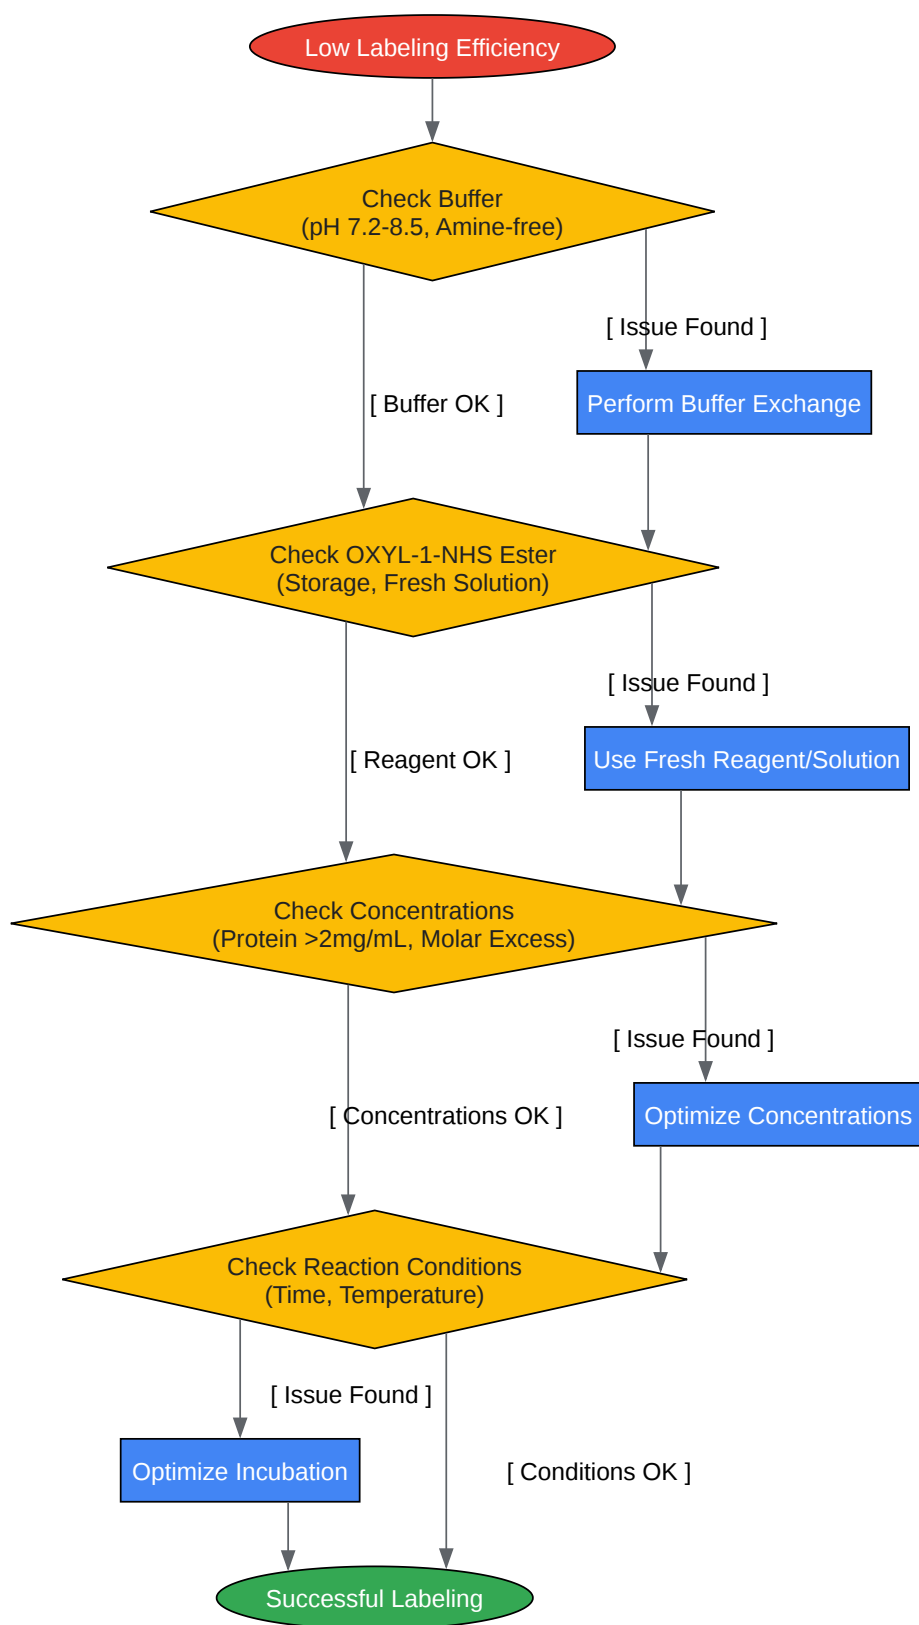 Low Labeling Efficiency
Check Buffer
(pH 7.2-8.5, Amine-free)
[ Issue Found ]
[ Buffer OK ]
Perform Buffer Exchange
Check OXYL-1-NHS Ester
(Storage, Fresh Solution)
[ Issue Found ]
[ Reagent OK ]
Use Fresh Reagent/Solution
Check Concentrations
(Protein >2mg/mL, Molar Excess)
[ Issue Found ]
[ Concentrations OK ]
Optimize Concentrations
Check Reaction Conditions
(Time, Temperature)
[ Issue Found ]
Optimize Incubation
[ Conditions OK ]
Successful Labeling